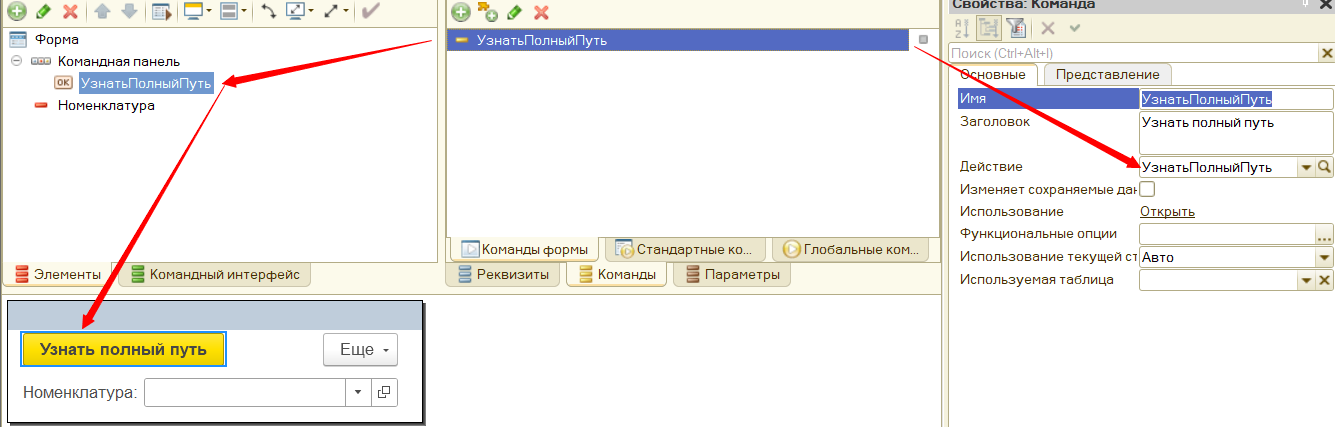 Форма
Командная панель
OK УзнатьПолныйПуть
Номенклатура
Элементы
Командный интерфейс
УзнатьПолныйПуть
Команды формы
Стандартные ко...
Глобальные ком...
Реквизиты
Команды
Параметры
Свойства: Команда
Поиск (Ctrl+Alt+I)
Основные
Представление
Имя УзнатьПолныйПуть
Заголовок Узнать полный путь
Действие УзнатьПолныйПуть
Изменяет сохраняемые дан
Использование Открыть
Функциональные опции
...
Использование текущей ст Авто
Используемая таблица
Узнать полный путь
Еще
Номенклатура: